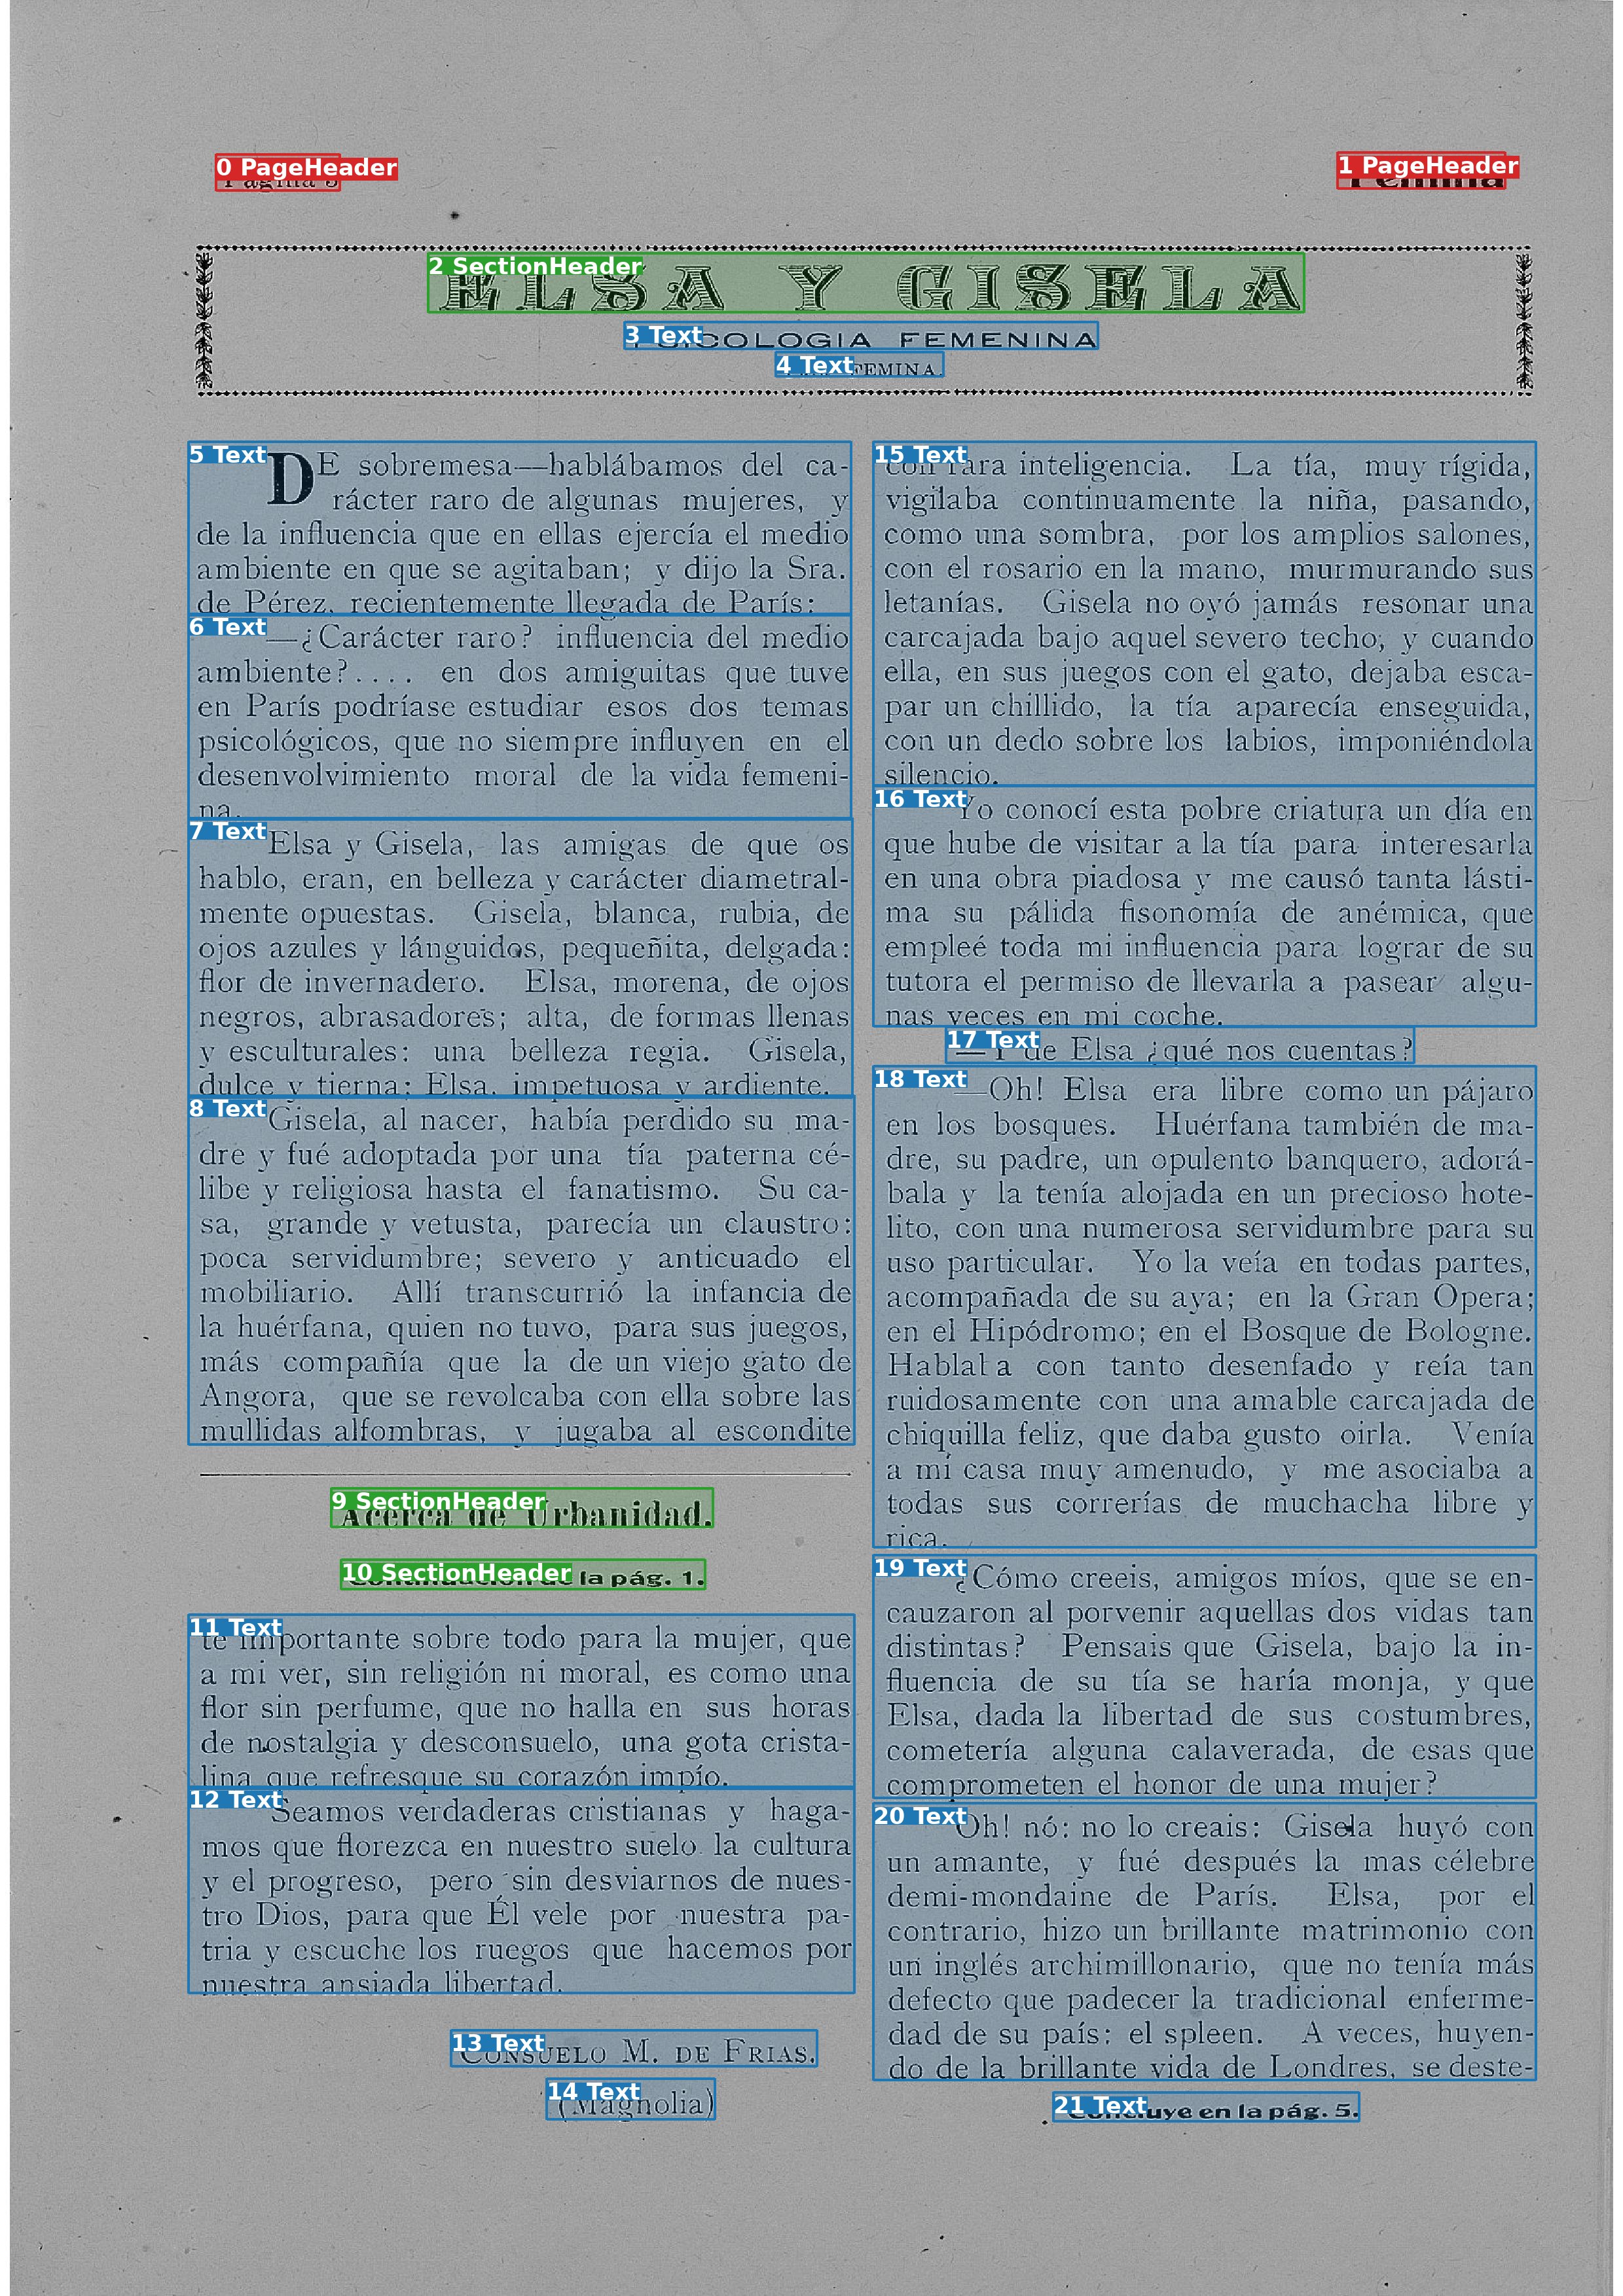 ELSA Y GISELA
PSICOLOGIA FEMENINA
FEMINA.
DE sobremesa—hablábamos del ca-
rácter raro de algunas mujeres, y
de la influencia que en ellas ejercía el medio
ambiente en que se agitaban; y dijo la Sra.
de Pérez, recientemente llegada de París:
—¿Carácter raro? influencia del medio
ambiente?.... en dos amiguitas que tuve
en París podríase estudiar esos dos temas
psicológicos, que no siempre influyen en el
desenvolvimiento moral de la vida femeni-
na.
Elsa y Gisela, las amigas de que os
hablo, eran, en belleza y carácter diametral-
mente opuestas. Gisela, blanca, rubia, de
ojos azules y lánguidos, pequeñita, delgada:
flor de invernadero. Elsa, morena, de ojos
negros, abrasadores; alta, de formas llenas
y esculturales: una belleza regia. Gisela,
dulce y tierna; Elsa, impetuosa y ardiente.
Gisela, al nacer, había perdido su ma-
dre y fué adoptada por una tía paterna cé-
libe y religiosa hasta el fanatismo. Su ca-
sa, grande y vetusta, parecía un claustro:
poca servidumbre; severo y anticuado el
mobiliario. Allí transcurrió la infancia de
la huérfana, quien no tuvo, para sus juegos,
más compañía que la de un viejo gato de
Angora, que se revolcaba con ella sobre las
mullidas alfombras, y jugaba al escondite
Acerca de Urbanidad.
Continuación de la pág. 1.
te importante sobre todo para la mujer, que
a mi ver, sin religión ni moral, es como una
flor sin perfume, que no halla en sus horas
de nostalgia y desconsuelo, una gota crista-
lina que refresque su corazón impío.
Seamos verdaderas cristianas y haga-
mos que florezca en nuestro suelo la cultura
y el progreso, pero sin desviarnos de nues-
tro Dios, para que Él vele por nuestra pa-
tria y escuche los ruegos que hacemos por
nuestra ansiada libertad.
CONSUELO M. DE FRIAS.
(Magnolia)
con rara inteligencia. La tía, muy rígida,
vigilaba continuamente la niña, pasando,
como una sombra, por los amplios salones,
con el rosario en la mano, murmurando sus
letanías. Gisela no oyó jamás resonar una
carcajada bajo aquel severo techo, y cuando
ella, en sus juegos con el gato, dejaba esca-
par un chillido, la tía aparecía enseguida,
con un dedo sobre los labios, imponiéndola
silencio.
Yo conocí esta pobre criatura un día en
que hube de visitar a la tía para interesarla
en una obra piadosa y me causó tanta lásti-
ma su pálida fisonomía de anémica, que
empleé toda mi influencia para lograr de su
tutora el permiso de llevarla a pasear algu-
nas veces en mi coche.
—Y de Elsa ¿qué nos cuentas?
—Oh! Elsa era libre como un pájaro
en los bosques. Huérfana también de ma-
dre, su padre, un opulento banquero, adorá-
bala y la tenía alojada en un precioso hote-
lito, con una numerosa servidumbre para su
uso particular. Yo la veía en todas partes,
acompañada de su aya; en la Gran Opera;
en el Hipódromo; en el Bosque de Bologne.
Hablaba con tanto desenfado y reía tan
ruidosamente con una amable carcajada de
chiquilla feliz, que daba gusto oirla. Venía
a mi casa muy amenudo, y me asociaba a
todas sus correrías de muchacha libre y
rica.
¿Cómo creeis, amigos míos, que se en-
cauzaron al porvenir aquellas dos vidas tan
distintas? Pensais que Gisela, bajo la in-
fluencia de su tía se haría monja, y que
Elsa, dada la libertad de sus costumbres,
cometería alguna calaverada, de esas que
comprometen el honor de una mujer?
Oh! nó: no lo creais: Gisela huyó con
un amante, y fué después la mas célebre
demi-mondaine de París. Elsa, por el
contrario, hizo un brillante matrimonio con
un inglés archimillonario, que no tenía más
defecto que padecer la tradicional enferme-
dad de su país: el spleen. A veces, huyen-
do de la brillante vida de Londres, se deste-
Concluye en la pág. 5.